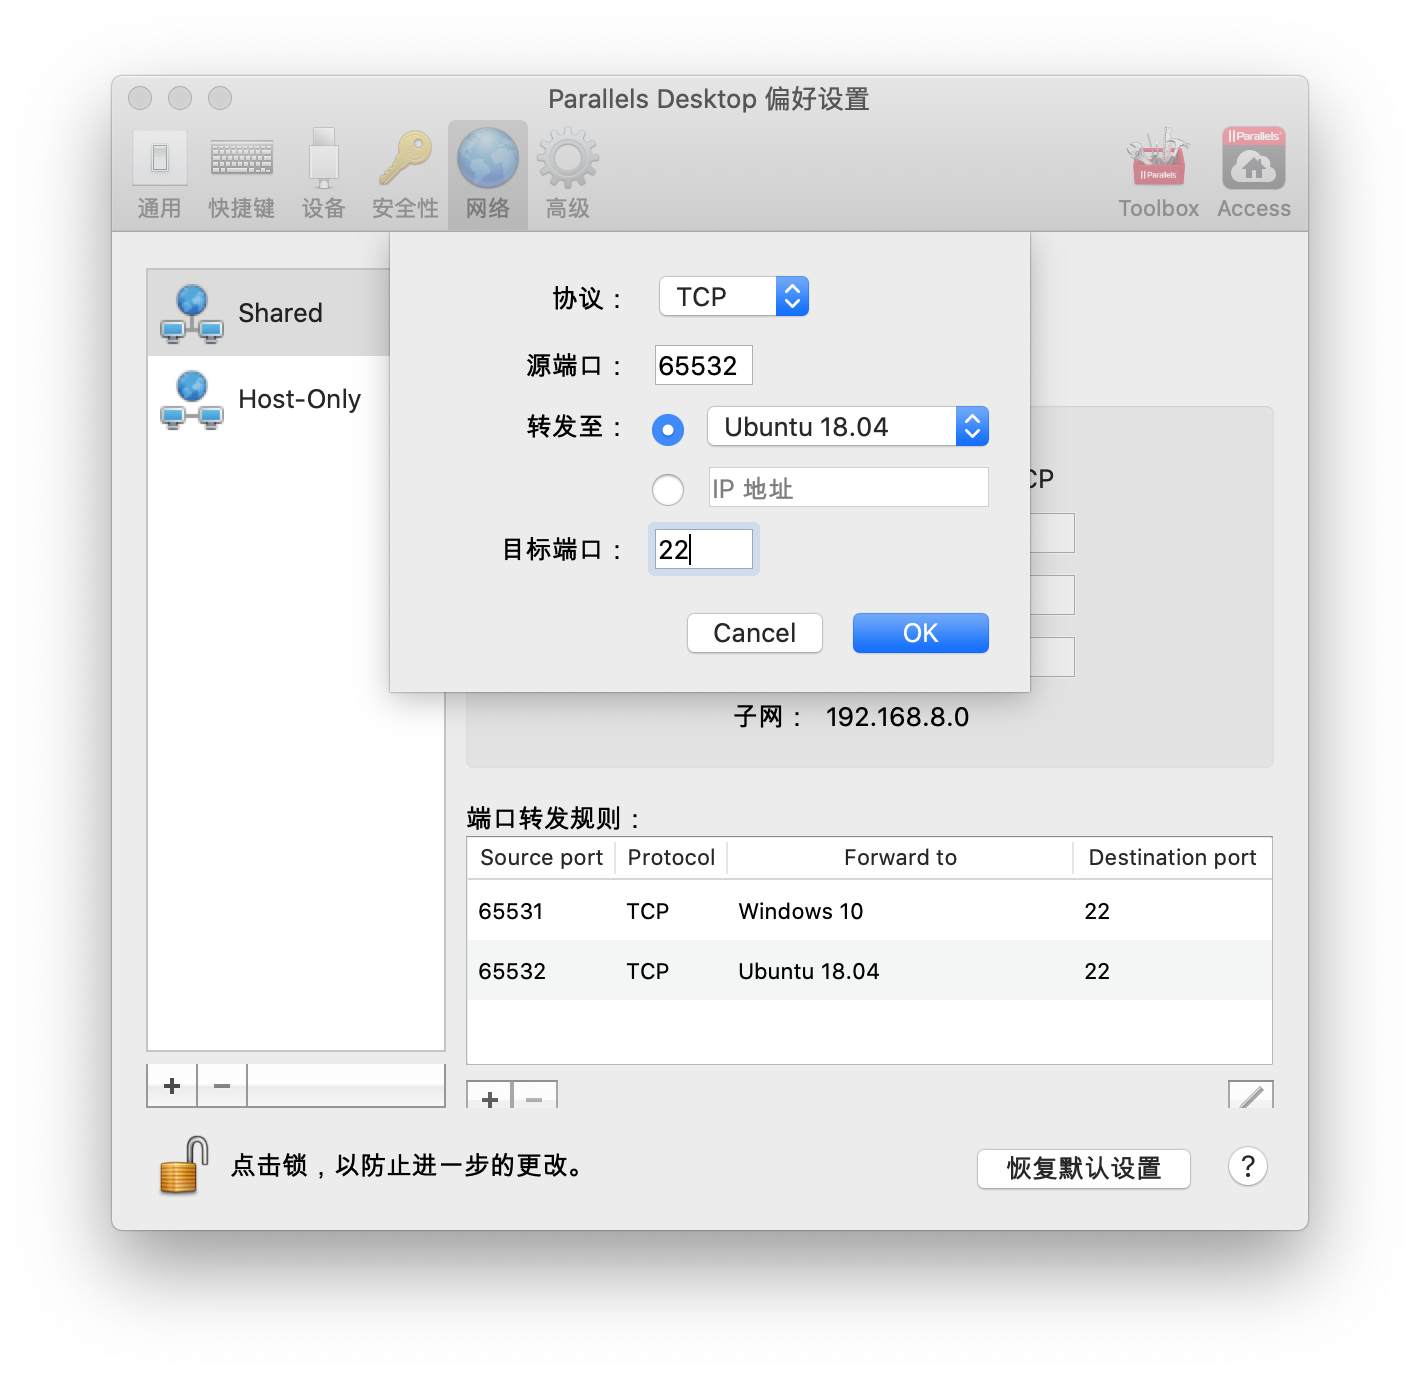 Parallels Desktop 偏好设置
通用 快捷键 设备 安全性 网络 高级 Toolbox Access
Parallels
Parallels
Shared
Host-Only
协议：TCP
源端口：65532
转发至：Ubuntu 18.04
IP 地址
目标端口：22
Cancel OK
CP
子网：192.168.8.0
端口转发规则：
Source port Protocol Forward to Destination port
65531 TCP Windows 10 22
65532 TCP Ubuntu 18.04 22
点击锁，以防止进一步的更改。
恢复默认设置 ?